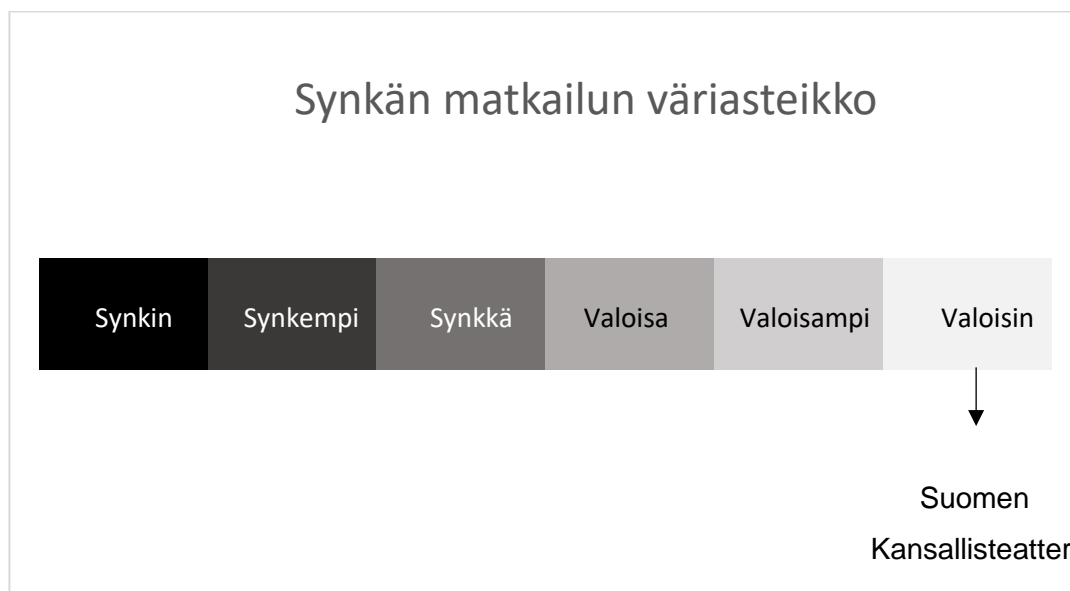 Synkän matkailun väriasteikko
Synkin Synkempi Synkkä Valoisa Valoisampi Valoisin
Suomen
Kansallisteatter